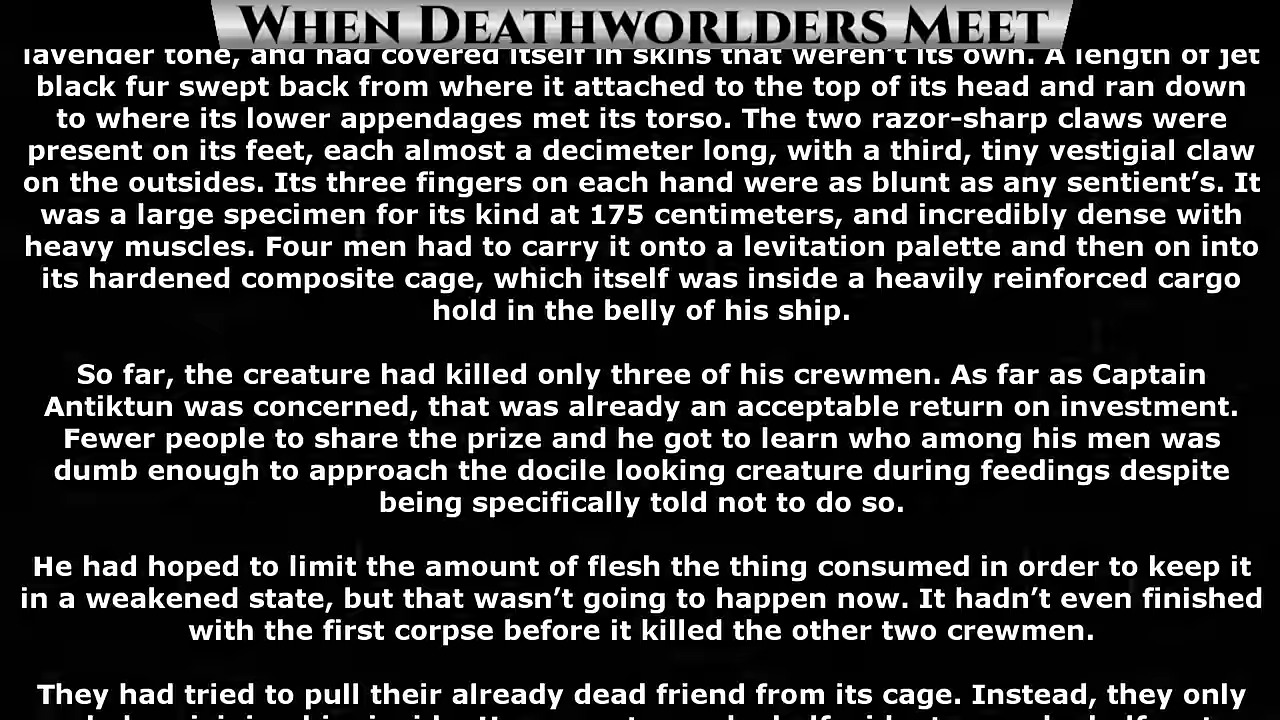 When Deathworlders Meet
lavender tone, and had covered itself in skins that weren't its own. A length of jet
black fur swept back from where it attached to the top of its head and ran down
to where its lower appendages met its torso. The two razor-sharp claws were
present on its feet, each almost a decimeter long, with a third, tiny vestigial claw
on the outsides. Its three fingers on each hand were as blunt as any sentient’s. It
was a large specimen for its kind at 175 centimeters, and incredibly dense with
heavy muscles. Four men had to carry it onto a levitation palette and then on into
its hardened composite cage, which itself was inside a heavily reinforced cargo
hold in the belly of his ship.
So far, the creature had killed only three of his crewmen. As far as Captain
Antiktun was concerned, that was already an acceptable return on investment.
Fewer people to share the prize and he got to learn who among his men was
dumb enough to approach the docile looking creature during feedings despite
being specifically told not to do so.
He had hoped to limit the amount of flesh the thing consumed in order to keep it
in a weakened state, but that wasn’t going to happen now. It hadn’t even finished
with the first corpse before it killed the other two crewmen.
They had tried to pull their already dead friend from its cage. Instead, they only